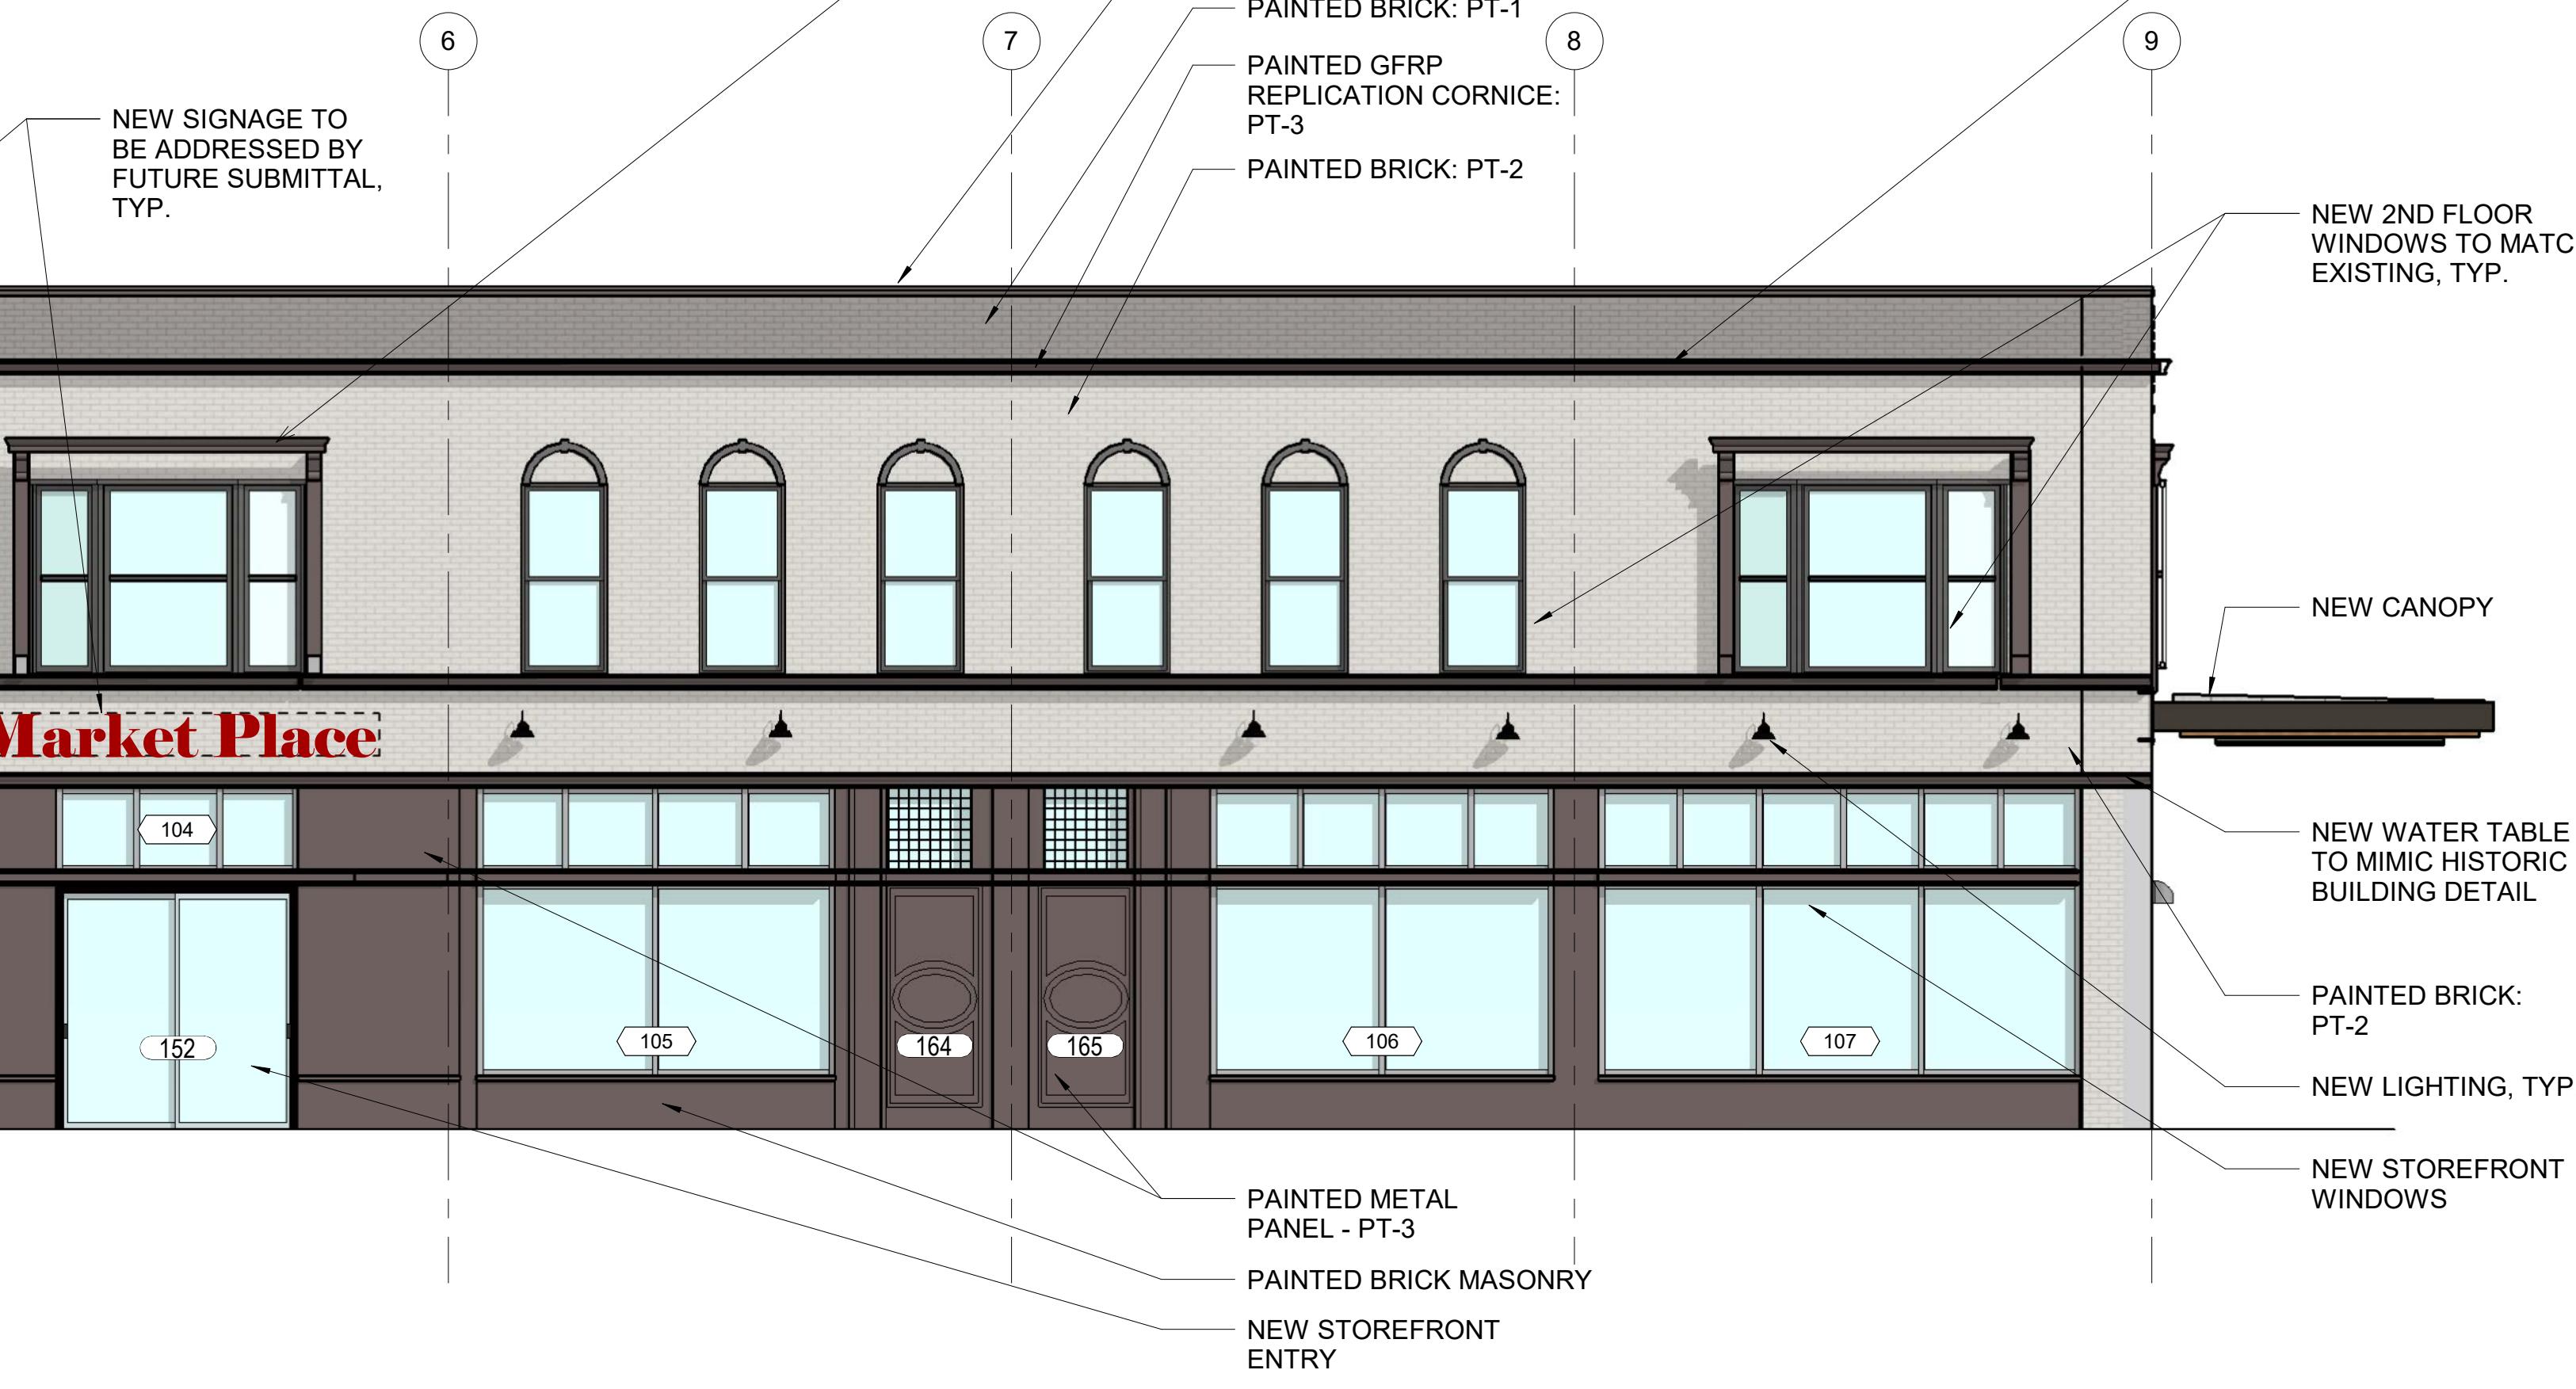 PAINTED BRICK: PT-1
6
7
8
9
PAINTED GFRP
REPLICATION CORNICE:
PT-3
NEW SIGNAGE TO
BE ADDRESSED BY
FUTURE SUBMITTAL,
TYP.
PAINTED BRICK: PT-2
NEW 2ND FLOOR
WINDOWS TO MATC
EXISTING, TYP.
NEW CANOPY
Market Place
104
NEW WATER TABLE
TO MIMIC HISTORIC
BUILDING DETAIL
152
105
164
165
106
107
PAINTED BRICK:
PT-2
NEW LIGHTING, TYP
NEW STOREFRONT
WINDOWS
PAINTED METAL
PANEL - PT-3
PAINTED BRICK MASONRY
NEW STOREFRONT
ENTRY